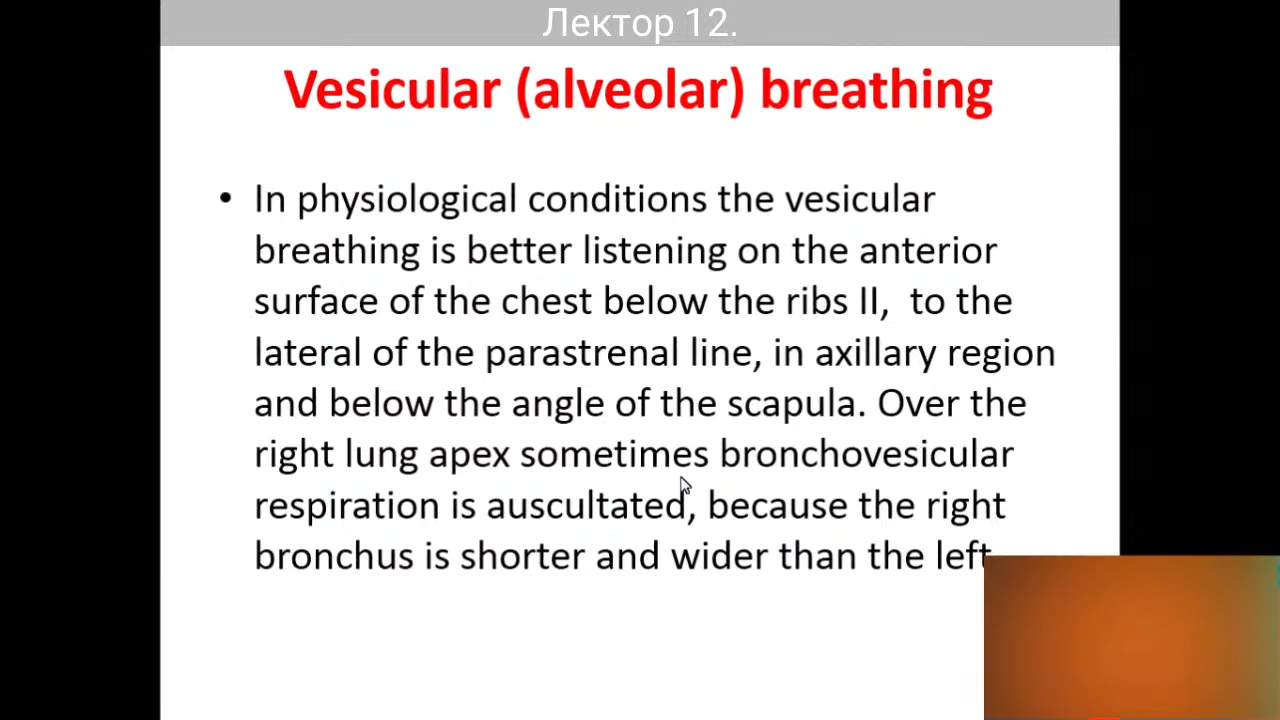 Лектор 12.
Vesicular (alveolar) breathing
• In physiological conditions the vesicular
breathing is better listening on the anterior
surface of the chest below the ribs II,  to the
lateral of the parastrenal line, in axillary region
and below the angle of the scapula. Over the
right lung apex sometimes bronchovesicular
respiration is auscultated, because the right
bronchus is shorter and wider than the left